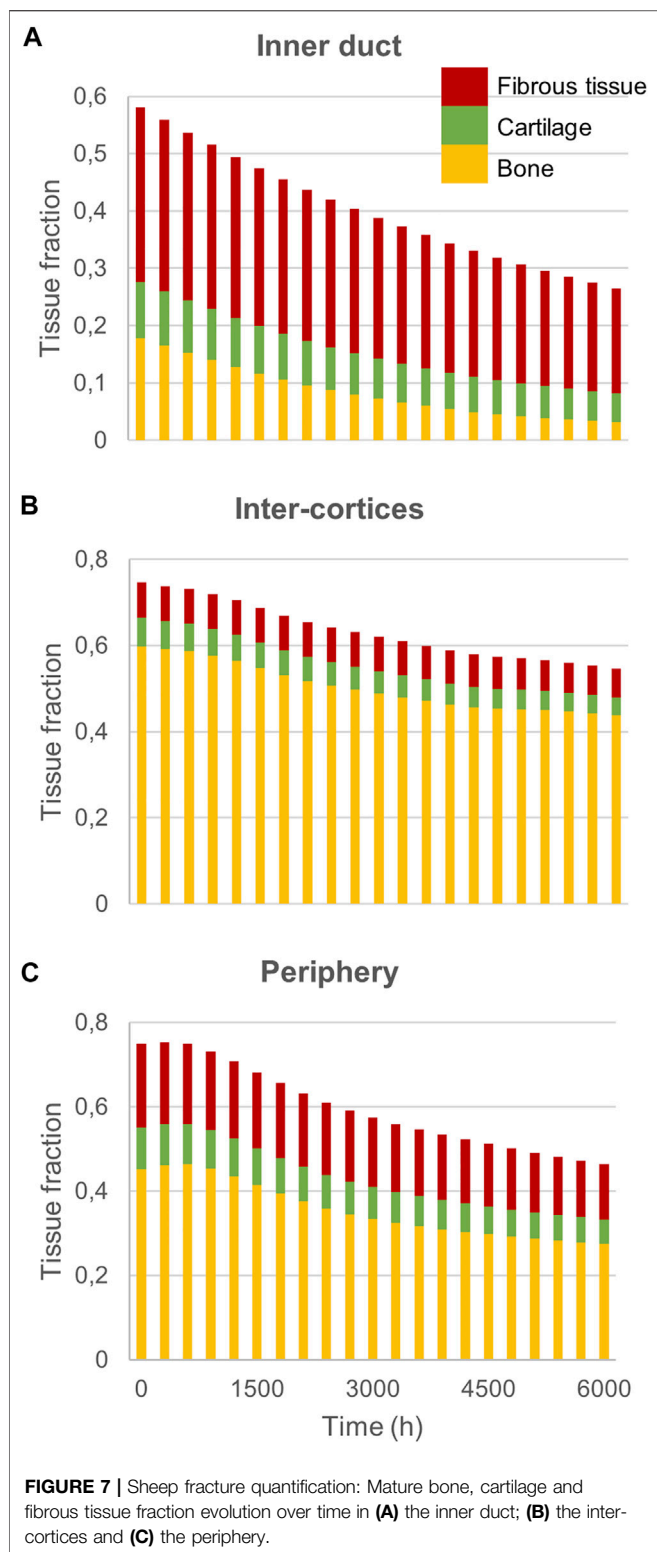 A
Inner duct
Fibrous tissue
Cartilage
Bone
Tissue fraction
0,6
0,5
0,4
0,3
0,2
0,1
0
B
Inter-cortices
Tissue fraction
0,8
0,6
0,4
0,2
0
C
Periphery
Tissue fraction
0,8
0,6
0,4
0,2
0
0 1500 3000 4500 6000
Time (h)
FIGURE 7 | Sheep fracture quantification: Mature bone, cartilage and
fibrous tissue fraction evolution over time in (A) the inner duct; (B) the inter-
cortices and (C) the periphery.